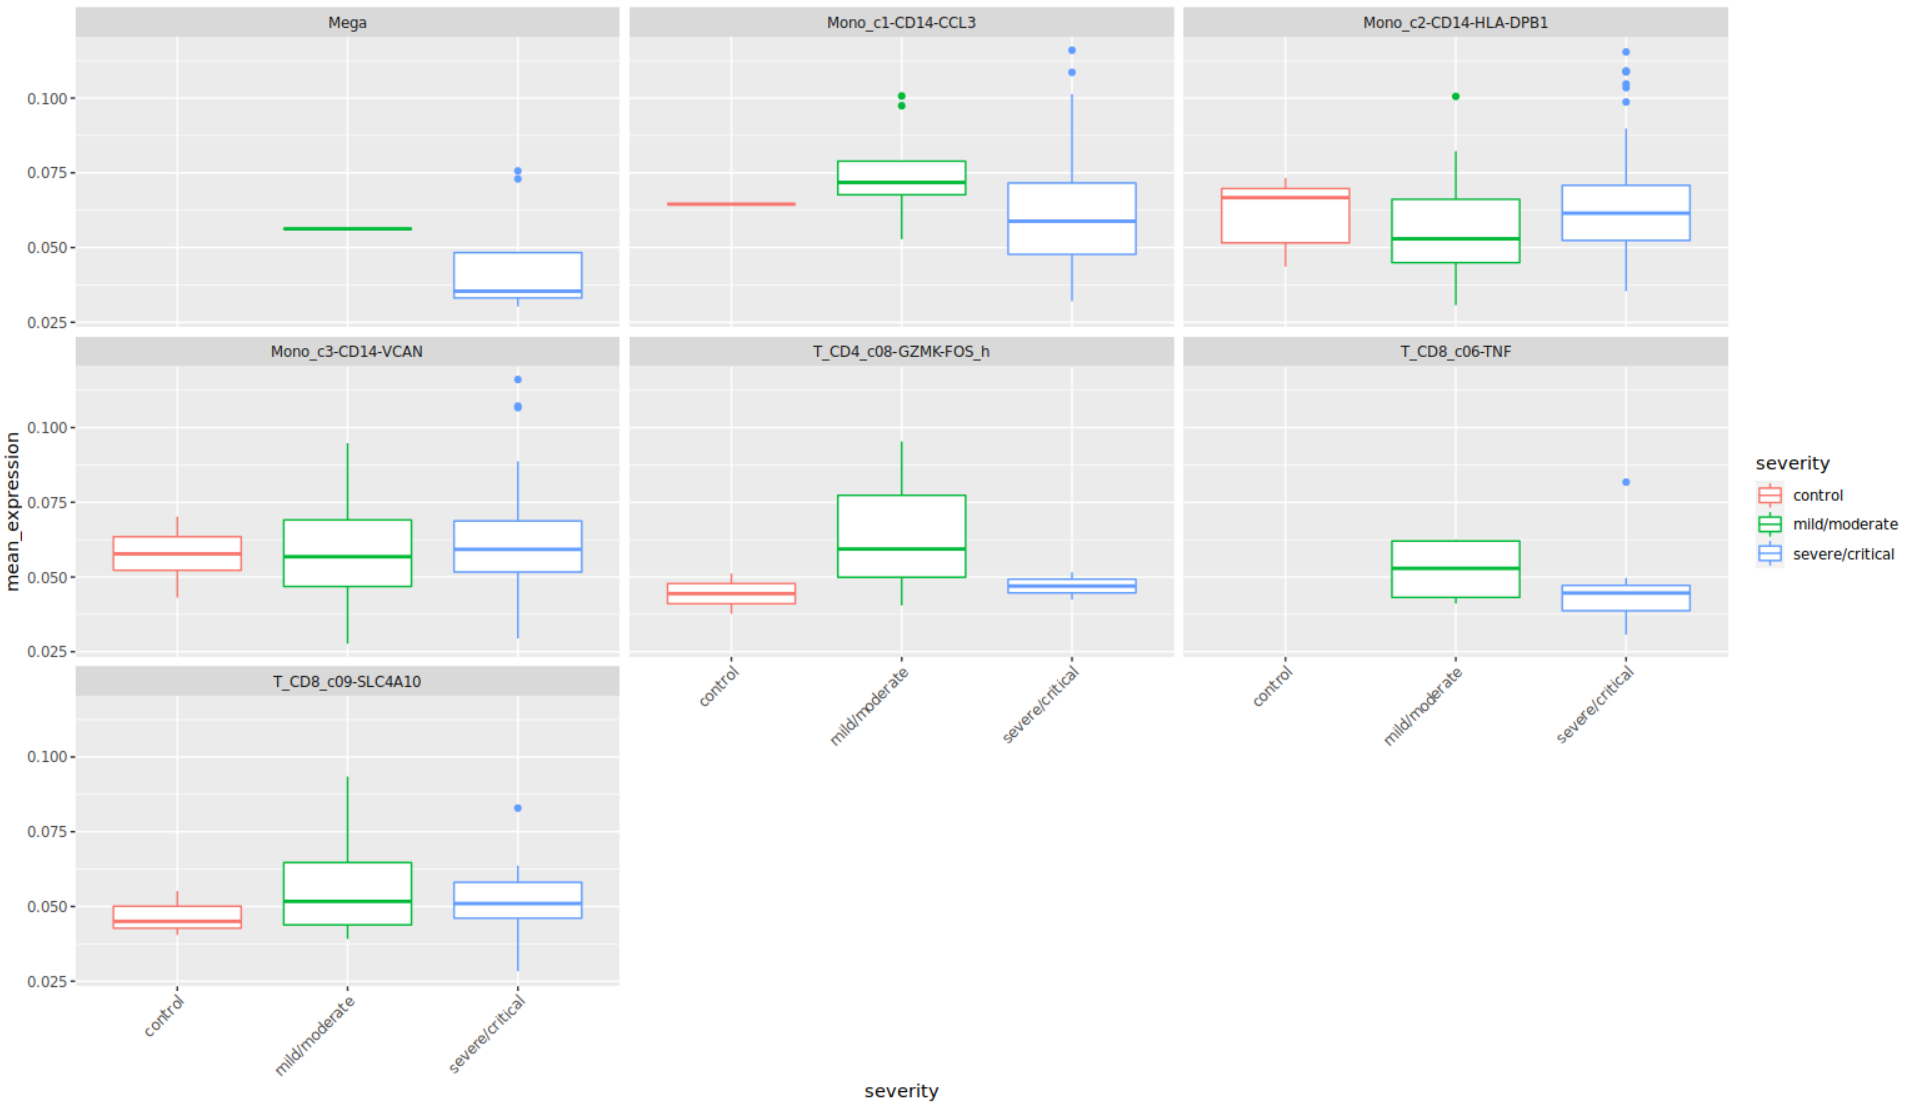 Mega
Mono_c1-CD14-CCL3
Mono_c2-CD14-HLA-DPB1
0.100
0.075
0.050
0.025
Mono_c3-CD14-VCAN
T_CD4_c08-GZMK-FOS_h
T_CD8_c06-TNF
0.100
0.075
0.050
0.025
control
mild/moderate
severe/critical
control
mild/moderate
severe/critical
T_CD8_c09-SLC4A10
0.100
0.075
0.050
0.025
control
mild/moderate
severe/critical
mean_expression
severity
severity
control
mild/moderate
severe/critical